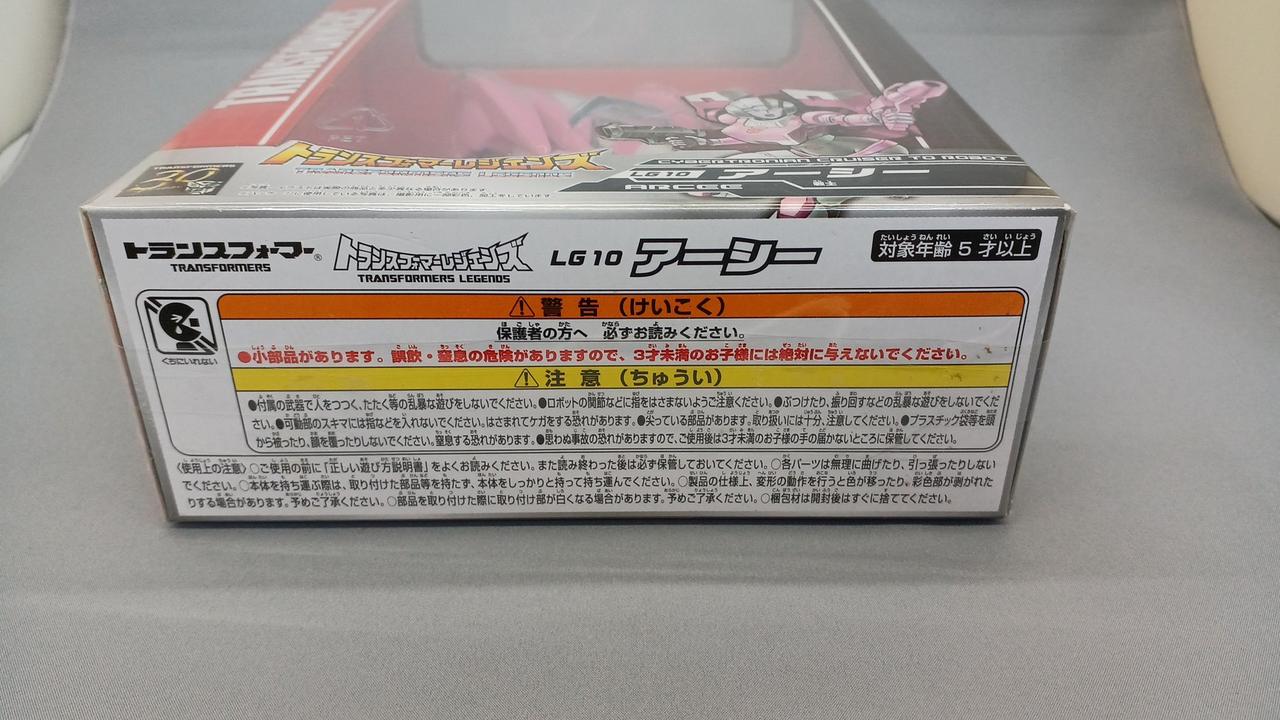 TRANSFORMERS
トランスフォーマーレジェンズ
CYBERTRONIAN CRUISER TO ROBOT
LG10 アーシー
ARCEE
トランスフォーマー®
TRANSFORMERS
トランスフォーマーレジェンズ
TRANSFORMERS LEGENDS
LG10 アーシー
対象年齢 5 才以上
くちにいれない
⚠警告（けいこく）
保護者の方へ 必ずお読みください。
●小部品があります。誤飲・窒息の危険がありますので、3才未満のお子様には絶対に与えないでください。
⚠注意（ちゅうい）
●付属の武器で人をつつく、たたく等の乱暴な遊びをしないでください。●ロボットの関節などに指をはさまないようご注意ください。●ぶつけたり、振り回すなどの乱暴な遊びをしないでくだ
さい。●可動部のスキマには指などを入れないでください。はさまれてケガをする恐れがあります。●尖っている部品があります。取り扱いには十分、注意してください。●プラスチック袋等を頭
から被ったり、顔を覆ったりしないでください。窒息する恐れがあります。●思わぬ事故の恐れがありますので、ご使用後は3才未満のお子様の手の届かないところに保管してください。
〈使用上の注意〉○ご使用の前に「正しい遊び方説明書」をよくお読みください。また読み終わった後は必ず保管しておいてください。○各パーツは無理に曲げたり、引っ張ったりしない
でください。○本体を持ち運ぶ際は、取り付けた部品等を持たず、本体をしっかりと持って持ち運んでください。○製品の仕様上、変形の動作を行うと色が移ったり、彩色部が剥がれた
りする場合があります。予めご了承ください。○部品を取り付けた際に取り付け部が白くなる場合があります。予めご了承ください。○梱包材は開封後はすぐに捨ててください。